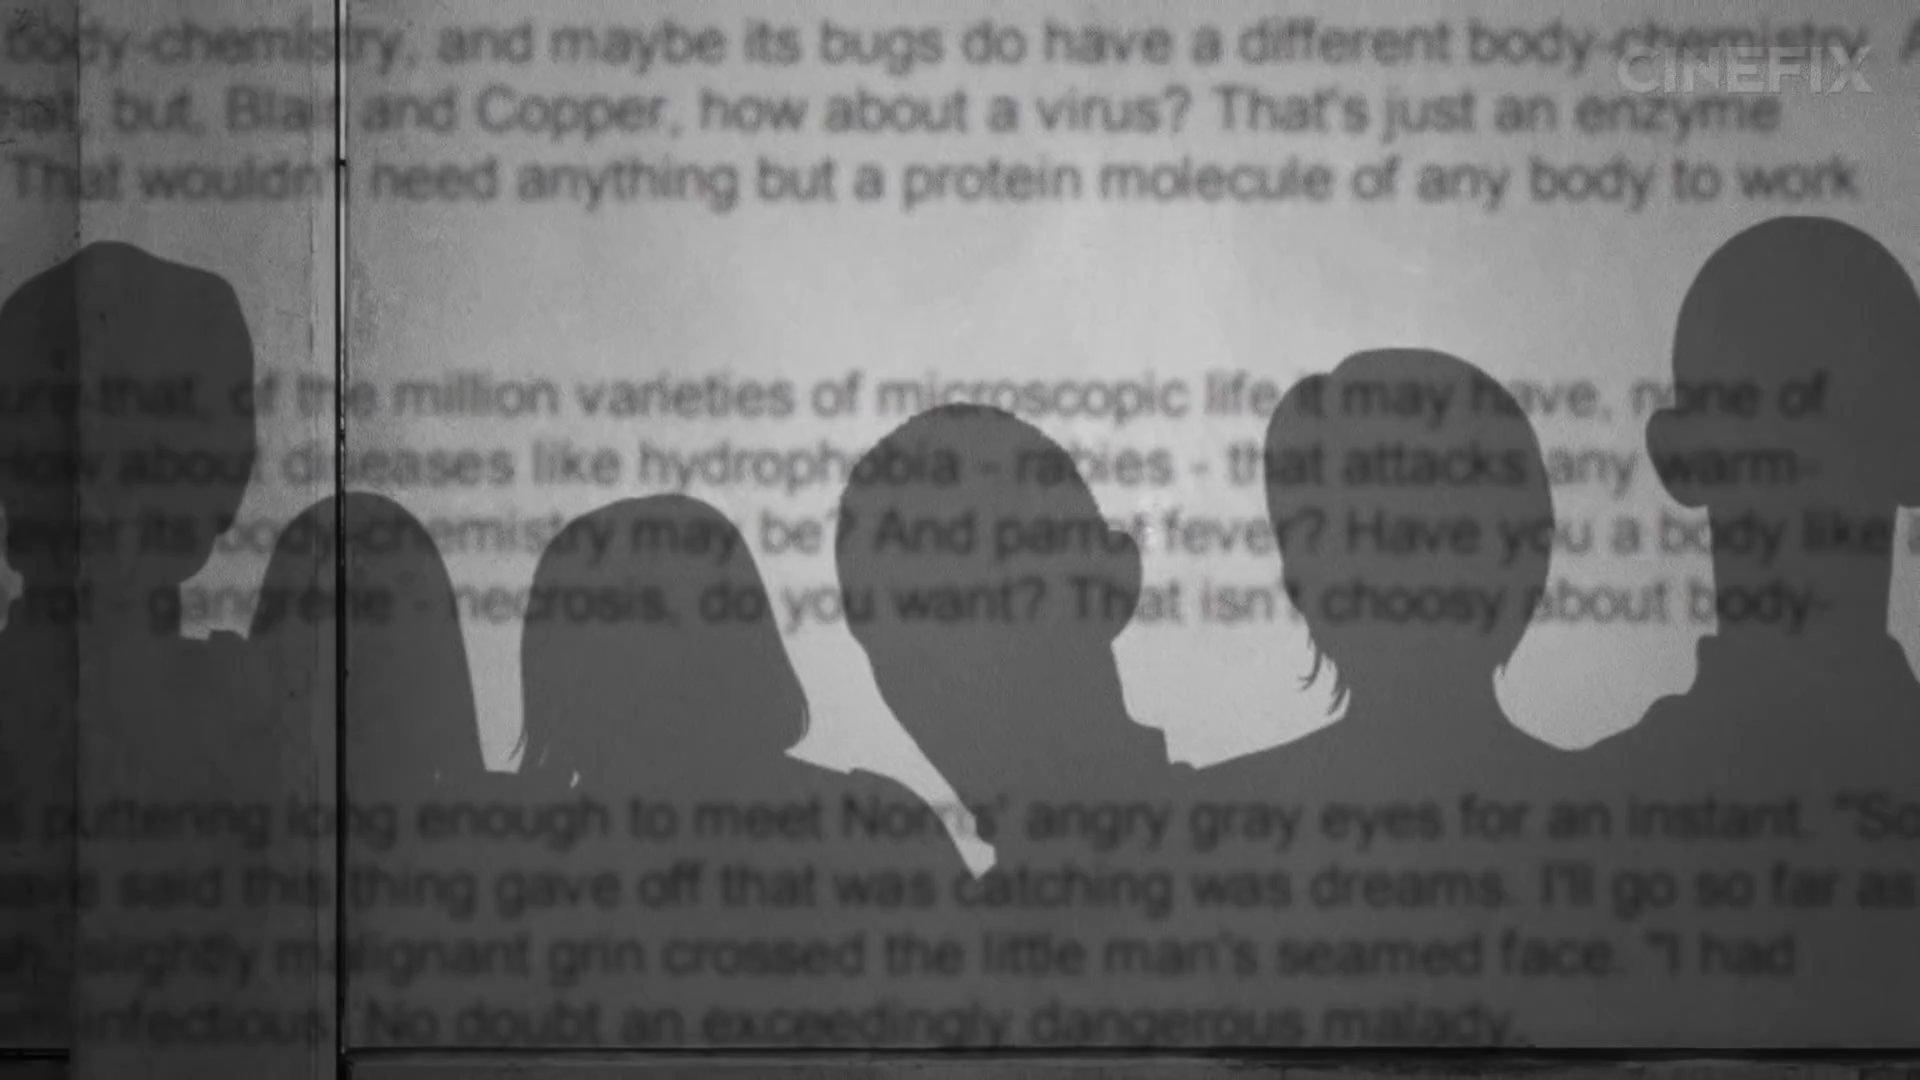 body-chemistry, and maybe its bugs do have a different body-chemistry. A
CINEFIX
but, Blair and Copper, how about a virus? That's just an enzyme
That wouldn't need anything but a protein molecule of any body to work
that, of the million varieties of microscopic life it may have, none of
How about diseases like hydrophobia - rabies - that attacks any warm-
its body-chemistry may be? And parrot fever? Have you a body like a
rot - gangrene - necrosis, do you want? That isn't choosy about body-
puttering long enough to meet Norris' angry gray eyes for an instant. "So
said this thing gave off that was catching was dreams. I'll go so far as
slightly malignant grin crossed the little man's seamed face. "I had
infectious. No doubt an exceedingly dangerous malady.